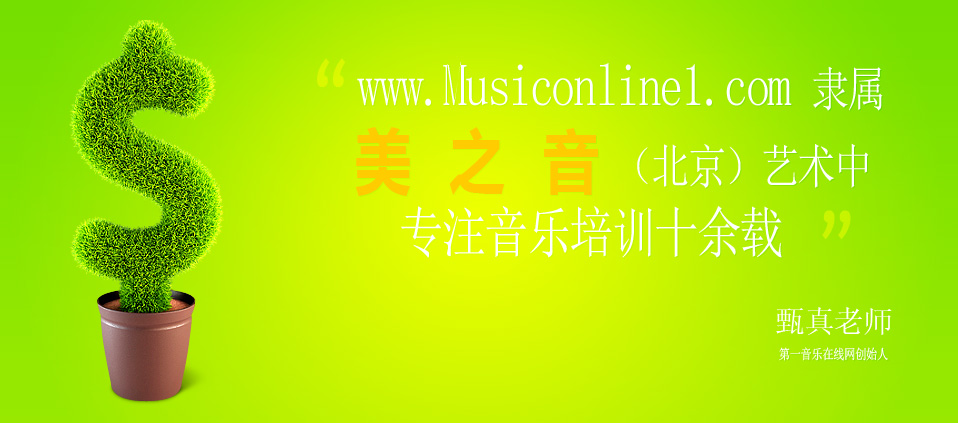 “ www.Musiconline1.com 隶属
美之音 （北京）艺术中
专注音乐培训十余载 ”
甄真老师
第一音乐在线网创始人